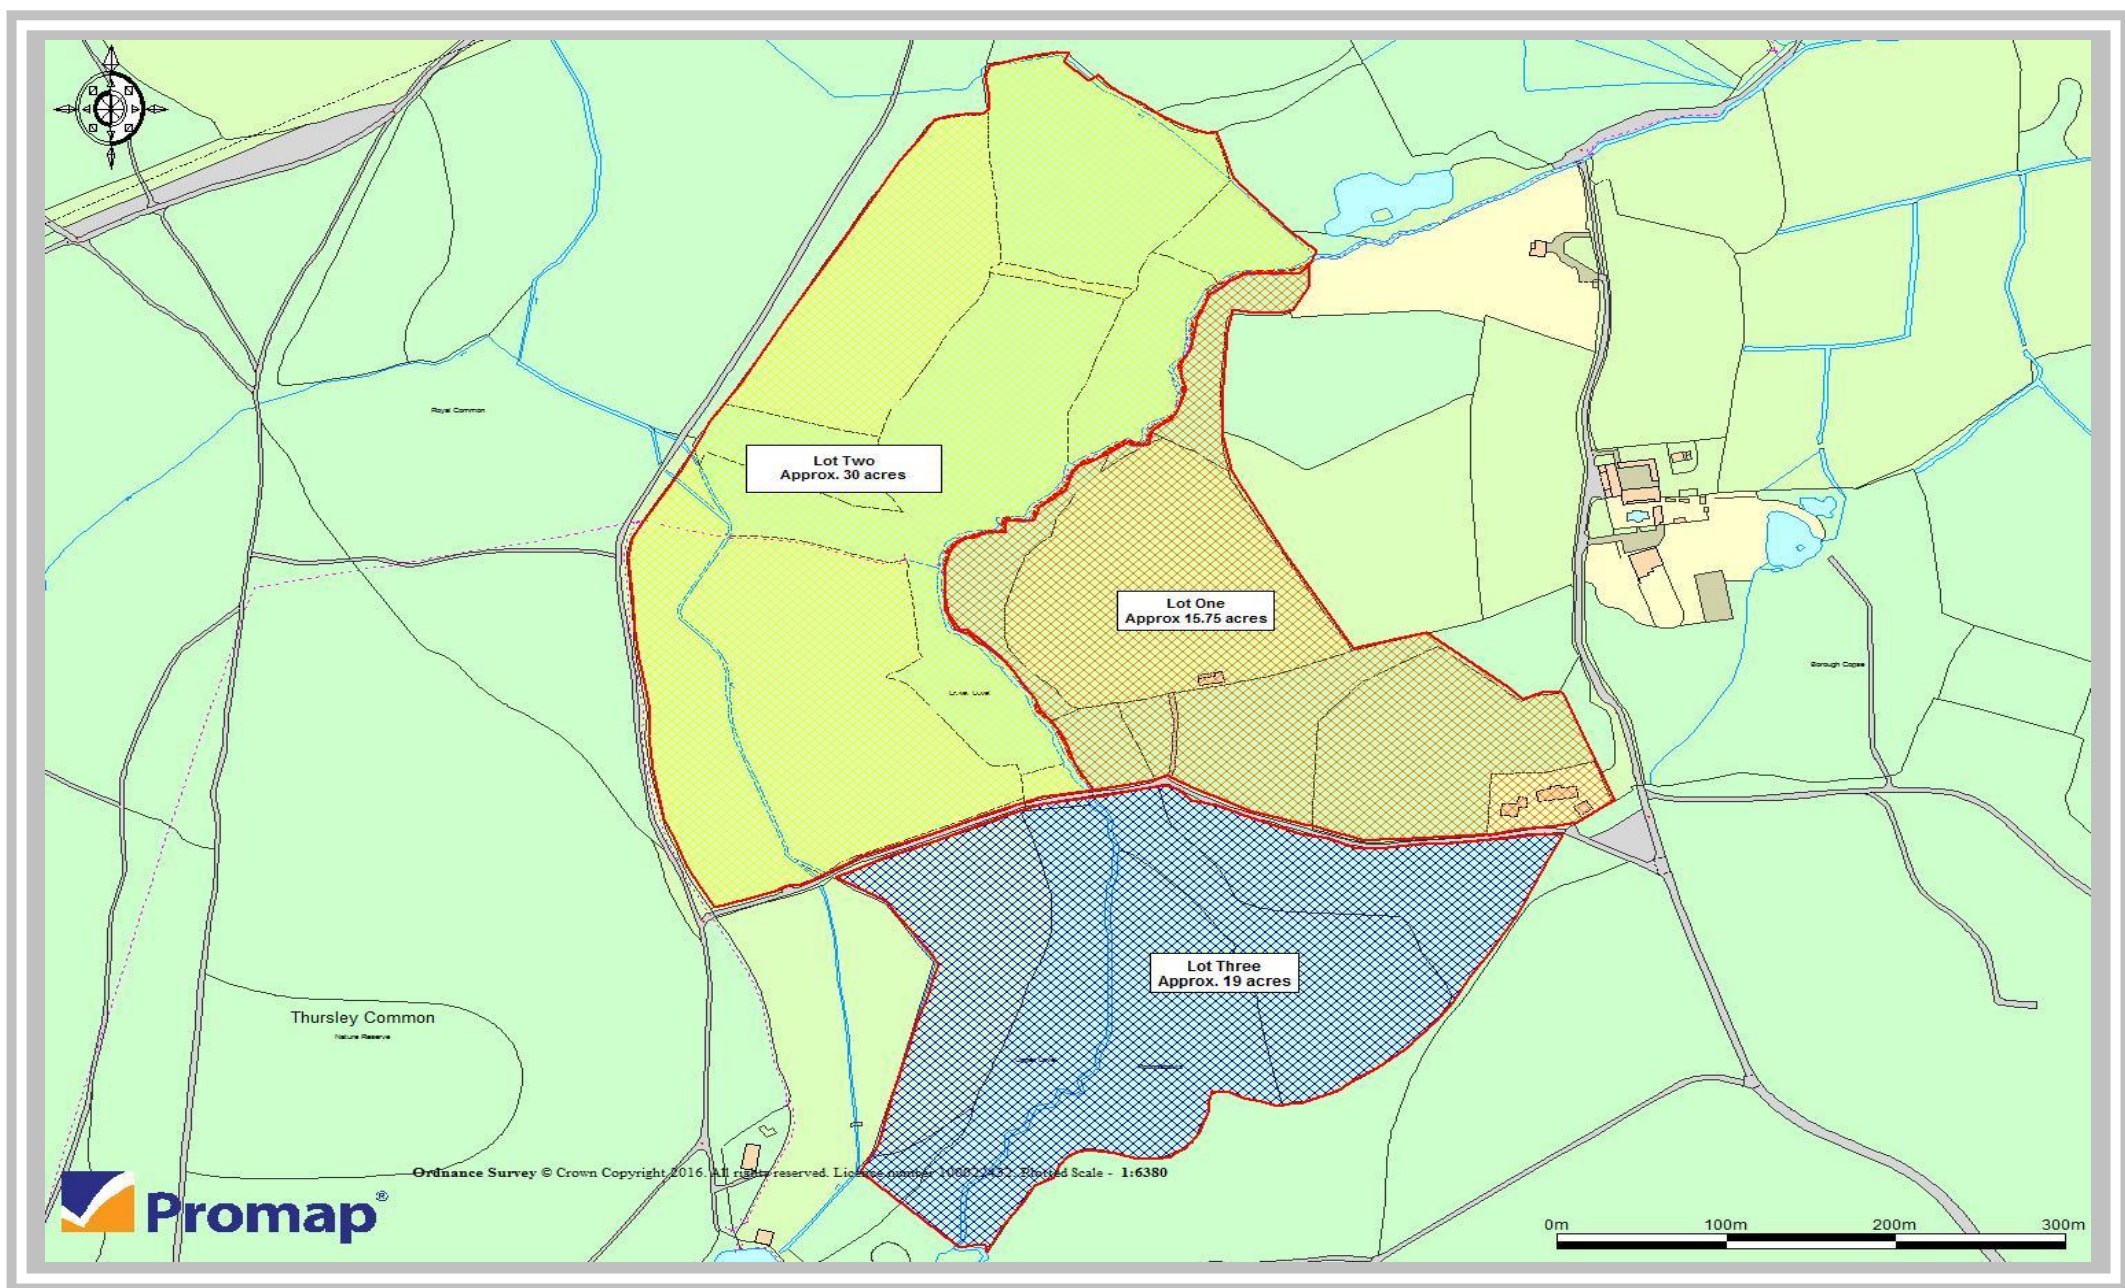 Royal Common
Lot Two
Approx. 30 acres
Lot One
Approx 15.75 acres
Borough Copse
Lot Three
Approx. 19 acres
Thursley Common
Nature Reserve
Ordnance Survey © Crown Copyright 2016. All rights reserved. Licence number 100022432. Plotted Scale - 1:6380
Promap®
0m 100m 200m 300m